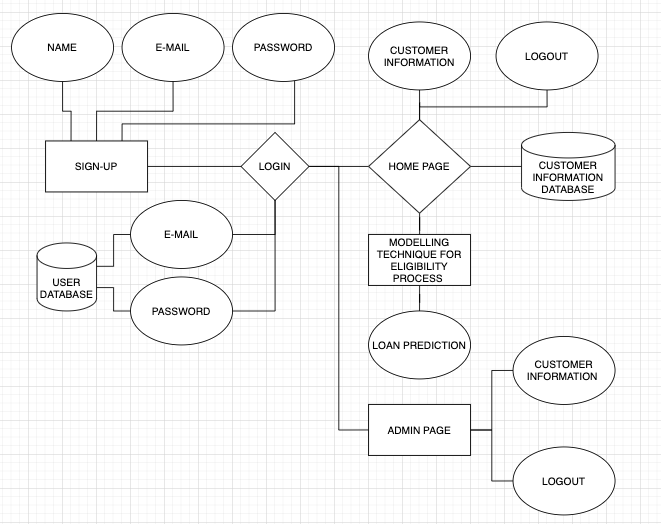 NAME
E-MAIL
PASSWORD
CUSTOMER
INFORMATION
LOGOUT
SIGN-UP
LOGIN
HOME PAGE
CUSTOMER
INFORMATION
DATABASE
E-MAIL
USER
DATABASE
PASSWORD
MODELLING
TECHNIQUE FOR
ELIGIBILITY
PROCESS
LOAN PREDICTION
CUSTOMER
INFORMATION
ADMIN PAGE
LOGOUT